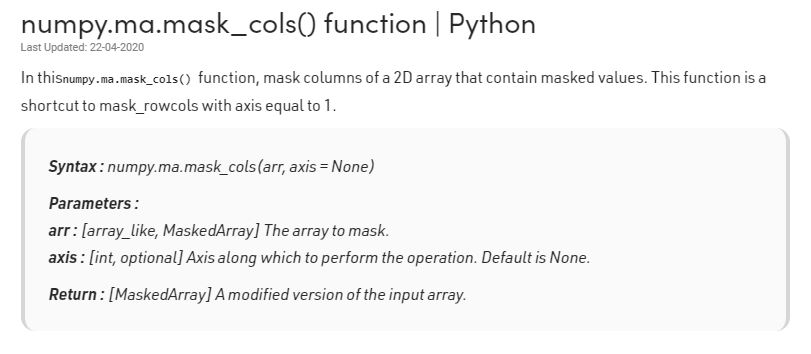 numpy.ma.mask_cols() function | Python
Last Updated: 22-04-2020
In thisnumpy.ma.mask_cols() function, mask columns of a 2D array that contain masked values. This function is a
shortcut to mask_rowcols with axis equal to 1.
Syntax : numpy.ma.mask_cols(arr, axis = None)
Parameters :
arr : [array_like, MaskedArray] The array to mask.
axis : [int, optional] Axis along which to perform the operation. Default is None.
Return : [MaskedArray] A modified version of the input array.